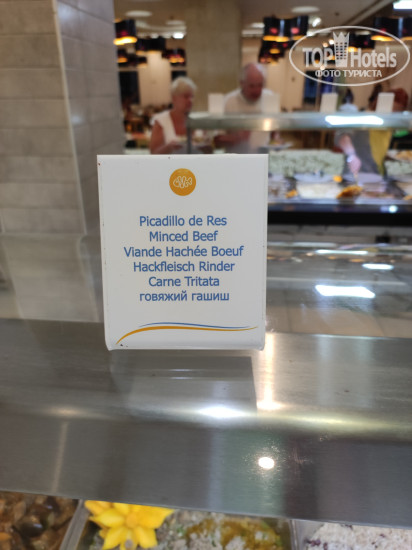 TOP Hotels
ФОТО ТУРИСТА
Picadillo de Res
Minced Beef
Viande Hachée Boeuf
Hackfleisch Rinder
Carne Tritata
говяжий гашиш